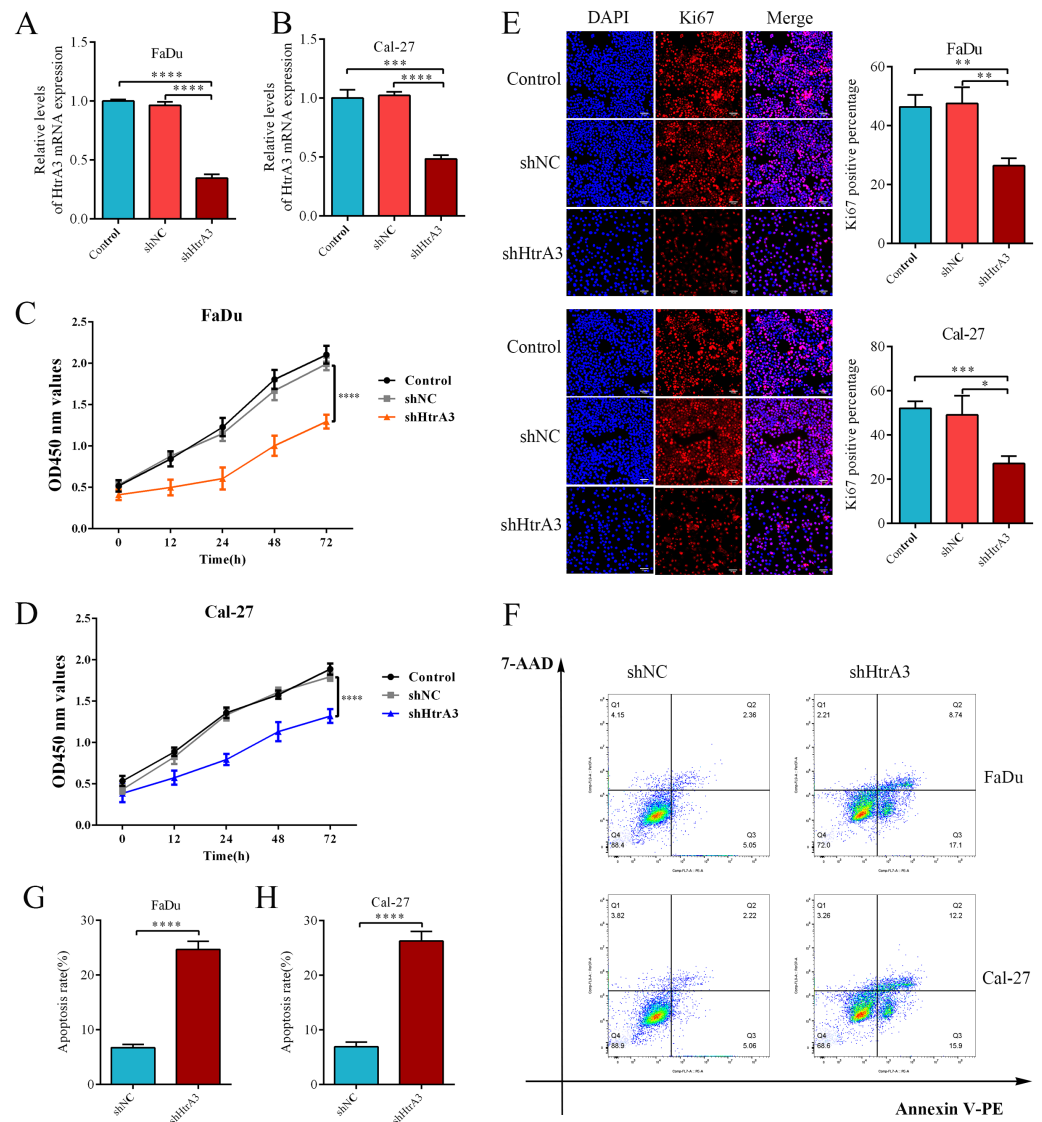 A
FaDu
Relative levels
of HtrA3 mRNA expression
1.5
1.0
0.5
0.0
****
****
Control
shNC
shHtrA3
B
Cal-27
Relative levels
of HtrA3 mRNA expression
1.5
1.0
0.5
0.0
***
****
Control
shNC
shHtrA3
C
FaDu
OD450 nm values
2.5
2.0
1.5
1.0
0.5
0.0
0 12 24 48 72
Time(h)
Control
shNC
shHtrA3
****
D
Cal-27
OD450 nm values
2.5
2.0
1.5
1.0
0.5
0.0
0 12 24 48 72
Time(h)
Control
shNC
shHtrA3
****
E
DAPI Ki67 Merge
Control
shNC
shHtrA3
Control
shNC
shHtrA3
FaDu
Ki67 positive percentage
60
40
20
0
**
**
Control
shNC
shHtrA3
Cal-27
Ki67 positive percentage
80
60
40
20
0
***
*
Control
shNC
shHtrA3
F
7-AAD
shNC shHtrA3
Q1 Q2
4.15 2.36
Q4 Q3
88.4 5.05
Q1 Q2
2.21 8.74
Q4 Q3
72.0 17.1
FaDu
Q1 Q2
3.82 2.22
Q4 Q3
88.9 5.06
Q1 Q2
3.26 12.2
Q4 Q3
68.6 15.9
Cal-27
Annexin V-PE
G
FaDu
Apoptosis rate(%)
30
20
10
0
****
shNC
shHtrA3
H
Cal-27
Apoptosis rate(%)
30
20
10
0
****
shNC
shHtrA3